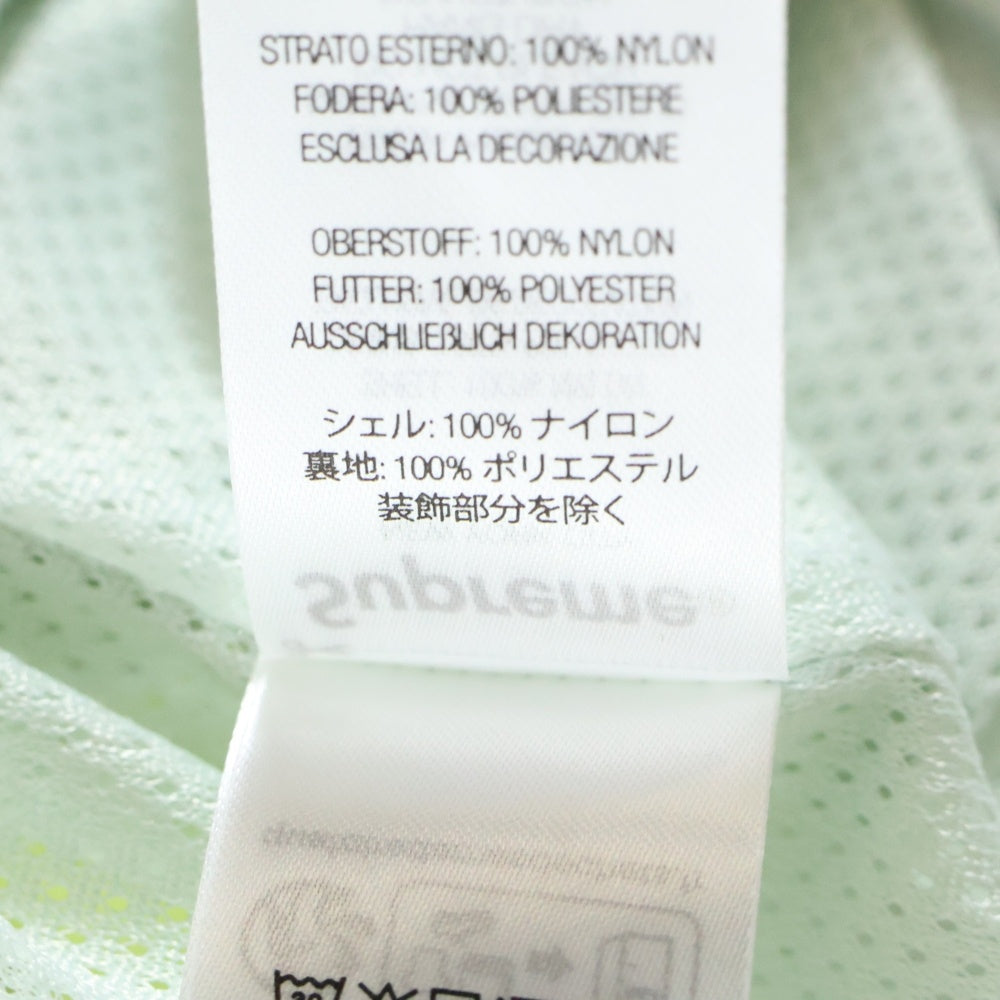 STRATO ESTERNO: 100% NYLON
FODERA: 100% POLIESTERE
ESCLUSA LA DECORAZIONE
OBERSTOFF: 100% NYLON
FUTTER: 100% POLYESTER
AUSSCHLIEßLICH DEKORATION
シェル: 100% ナイロン
裏地: 100% ポリエステル
装飾部分を除く
Supreme
30